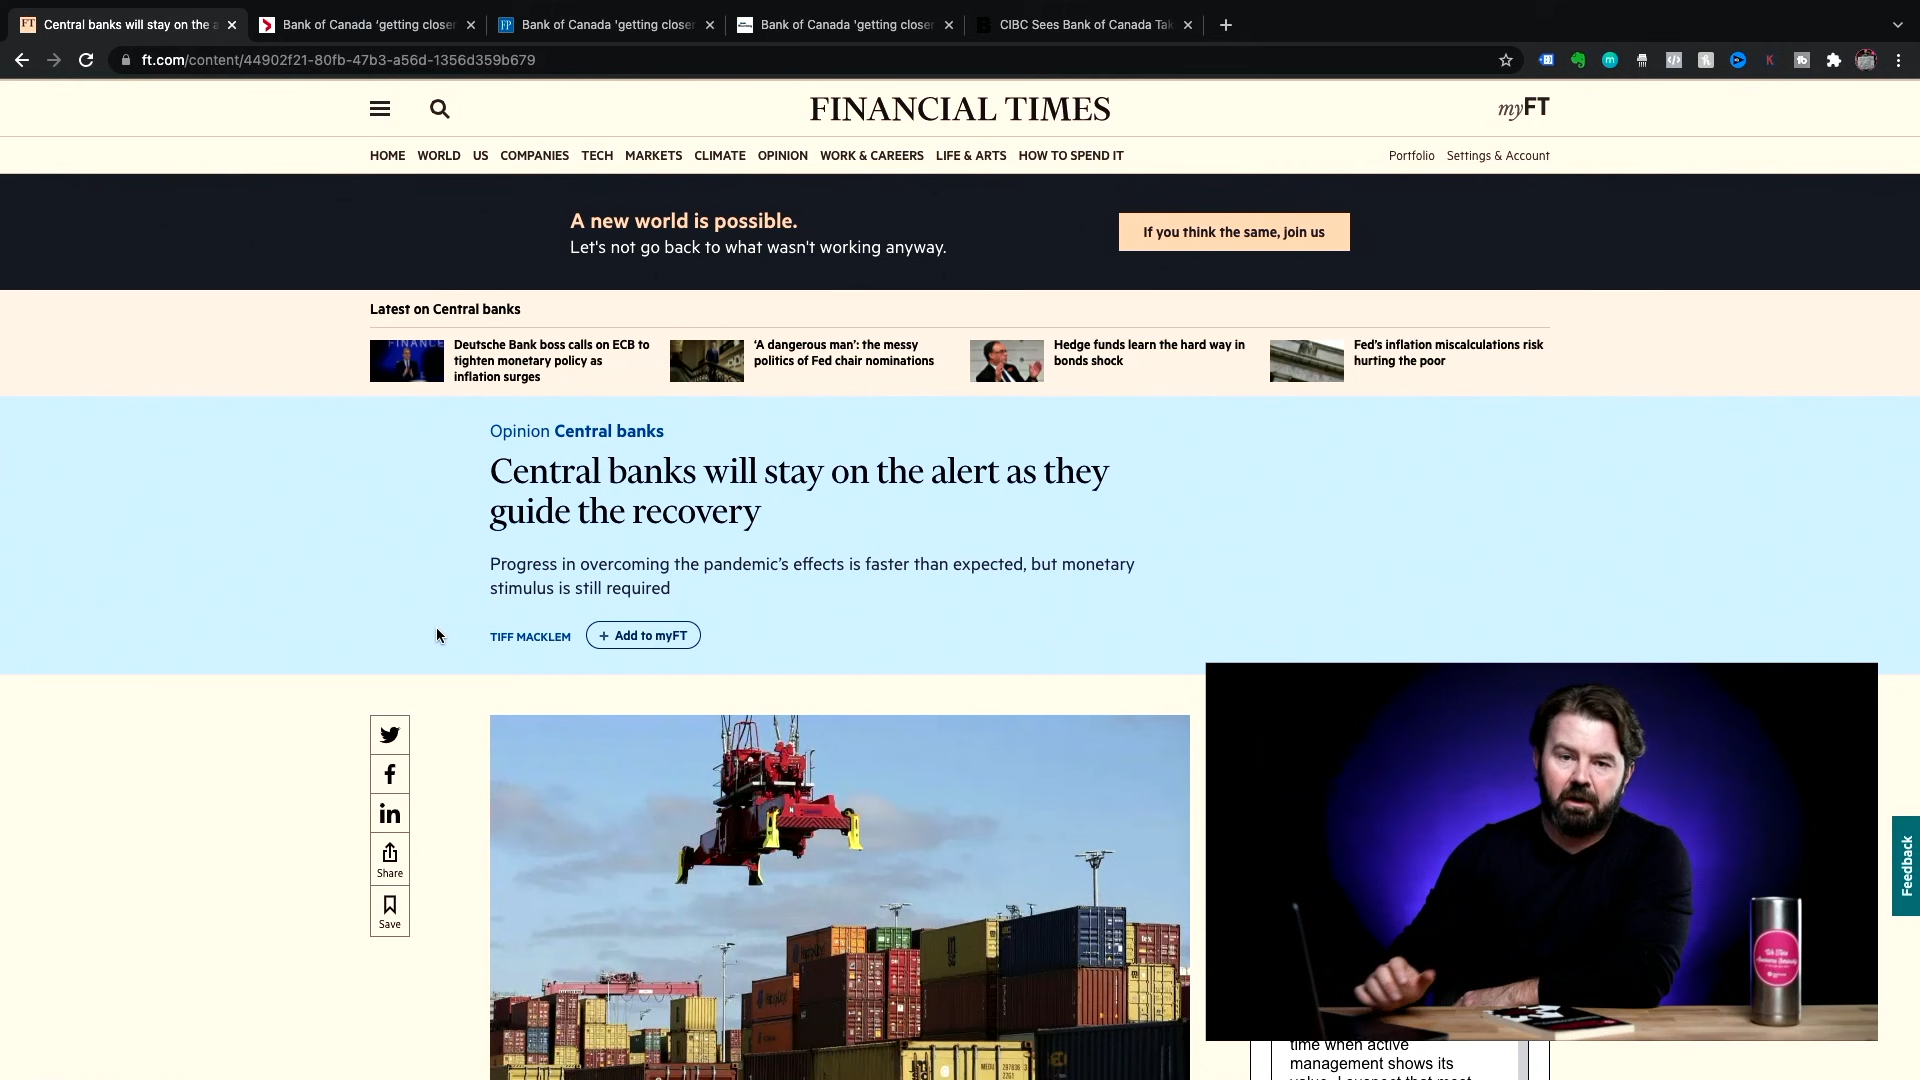 Central banks will stay on the a
Bank of Canada 'getting closer
Bank of Canada 'getting closer
Bank of Canada 'getting closer
CIBC Sees Bank of Canada Tak
ft.com/content/44902f21-80fb-47b3-a56d-1356d359b679
FINANCIAL TIMES
myFT
HOME WORLD US COMPANIES TECH MARKETS CLIMATE OPINION WORK & CAREERS LIFE & ARTS HOW TO SPEND IT
Portfolio Settings & Account
A new world is possible.
Let's not go back to what wasn't working anyway.
If you think the same, join us
Latest on Central banks
Deutsche Bank boss calls on ECB to
tighten monetary policy as
inflation surges
'A dangerous man': the messy
politics of Fed chair nominations
Hedge funds learn the hard way in
bonds shock
Fed's inflation miscalculations risk
hurting the poor
Opinion Central banks
Central banks will stay on the alert as they
guide the recovery
Progress in overcoming the pandemic's effects is faster than expected, but monetary
stimulus is still required
TIFF MACKLEM
+ Add to myFT
Share
Save
Feedback
time when active
management shows its